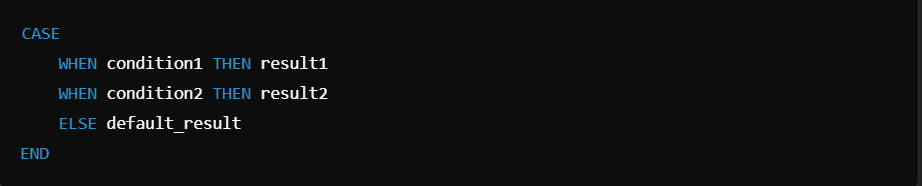 CASE
    WHEN condition1 THEN result1
    WHEN condition2 THEN result2
    ELSE default_result
END